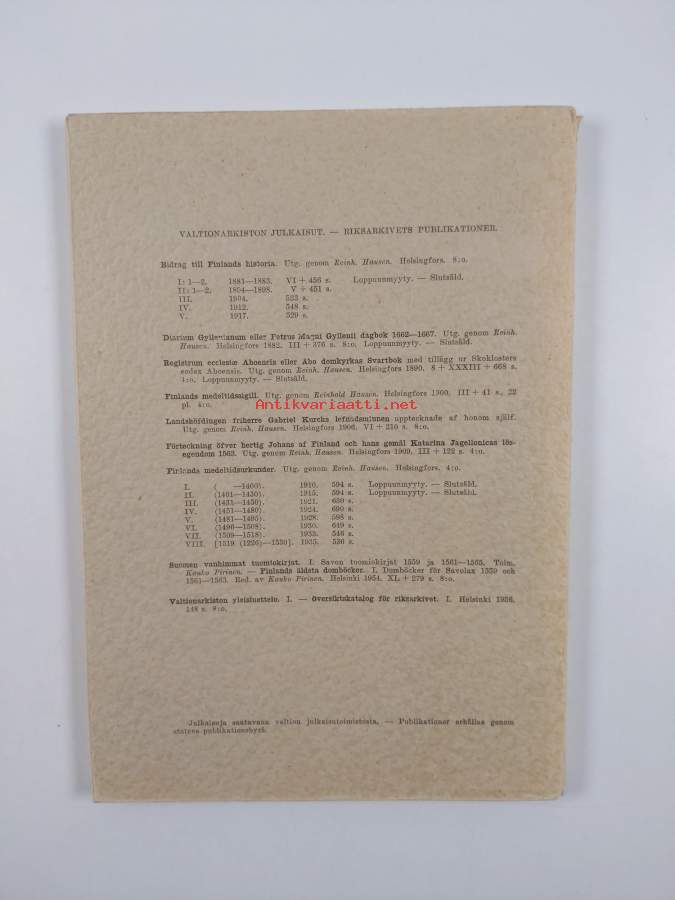 VALTIONARKISTON JULKAISUT. — RIKSARKIVETS PUBLIKATIONER.
Bidrag till Finlands historia. Utg. genom Reinh. Hausen. Helsingfors. 8:o.
I: 1—2. 1881—1883. VI + 456 s. Loppuunmyyty. — Slutsåld.
II: 1—2. 1894—1898. V + 451 s.
III. 1904. 523 s.
IV. 1912. 548 s.
V. 1917. 529 s.
Diarium Gyllenianum eller Petrus Magni Gyllenii dagbok 1662—1667. Utg. genom Reinh.
Hausen. Helsingfors 1882. III + 376 s. 8:o. Loppuunmyyty. — Slutsåld.
Registrum ecclesiæ Aboensis eller Åbo domkyrkas Svartbok med tillägg ur Skoklosters
codex Aboensis. Utg. genom Reinh. Hausen. Helsingfors 1890. 8 + XXXIII + 668 s.
4:o. Loppuunmyyty. — Slutsåld.
Finlands medeltidssigill. Utg. genom Reinhold Hausen. Helsingfors 1900. III + 41 s., 22
pl. 4:o.
Antikvariaatti.net
Landshöfdingen friherre Gabriel Kurcks lefnadsminnen upptecknade af honom själf.
Utg. genom Reinh. Hausen. Helsingfors 1906. VI + 210 s. 8:o.
Förteckning öfver hertig Johans af Finland och hans gemål Katarina Jagellonicas lös-
egendom 1563. Utg. genom Reinh. Hausen. Helsingfors 1909. III + 122 s. 4:o.
Finlands medeltidsurkunder. Utg. genom Reinh. Hausen. Helsingfors. 4:o.
I. ( —1400). 1910. 594 s. Loppuunmyyty. — Slutsåld.
II. (1401—1430). 1915. 594 s. Loppuunmyyty. — Slutsåld.
III. (1431—1450). 1921. 630 s.
IV. (1451—1480). 1924. 690 s.
V. (1481—1495). 1928. 598 s.
VI. (1496—1508). 1930. 649 s.
VII. (1509—1518). 1933. 546 s.
VIII. [1519 (1226)—1530]. 1935. 536 s.
Suomen vanhimmat tuomiokirjat. I. Savon tuomiokirjat 1559 ja 1561—1565. Toim.
Kauko Pirinen. — Finlands äldsta domböcker. I. Domböcker för Savolax 1559 och
1561—1565. Red. av Kauko Pirinen. Helsinki 1954. XL + 279 s. 8:o.
Valtionarkiston yleisluettelo. I. — Översiktskatalog för riksarkivet. I. Helsinki 1956.
148 s. 8:o.
Julkaisuja saatavana valtion julkaisutoimistosta. — Publikationer erhållas genom
statens publikationsbyrå.